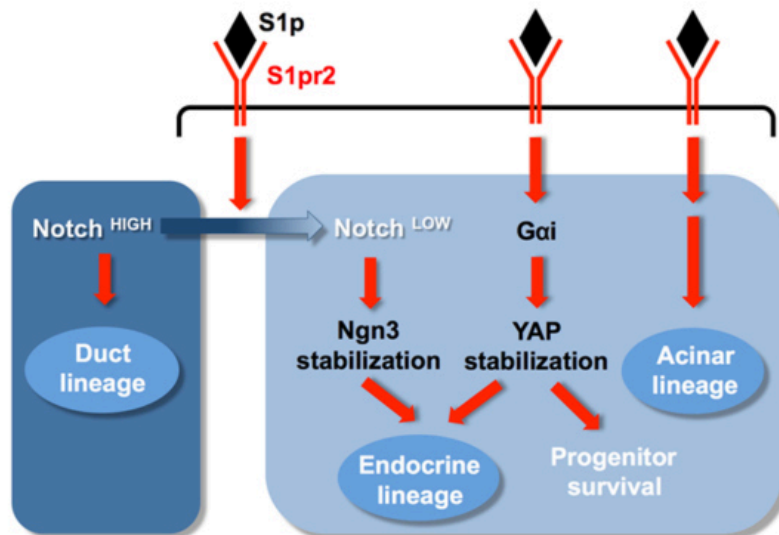 S1p
S1pr2
Notch HIGH
Notch LOW
Gαi
Duct
lineage
Ngn3
stabilization
YAP
stabilization
Acinar
lineage
Endocrine
lineage
Progenitor
survival